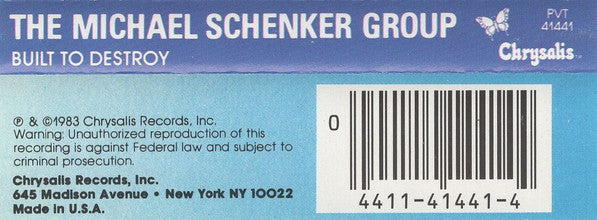 THE MICHAEL SCHENKER GROUP
BUILT TO DESTROY
PVT
41441
Chrysalis™
℗ & ©1983 Chrysalis Records, Inc.
Warning: Unauthorized reproduction of this
recording is against Federal law and subject to
criminal prosecution.
Chrysalis Records, Inc.
645 Madison Avenue • New York NY 10022
Made in U.S.A.
0
4411-41441-4